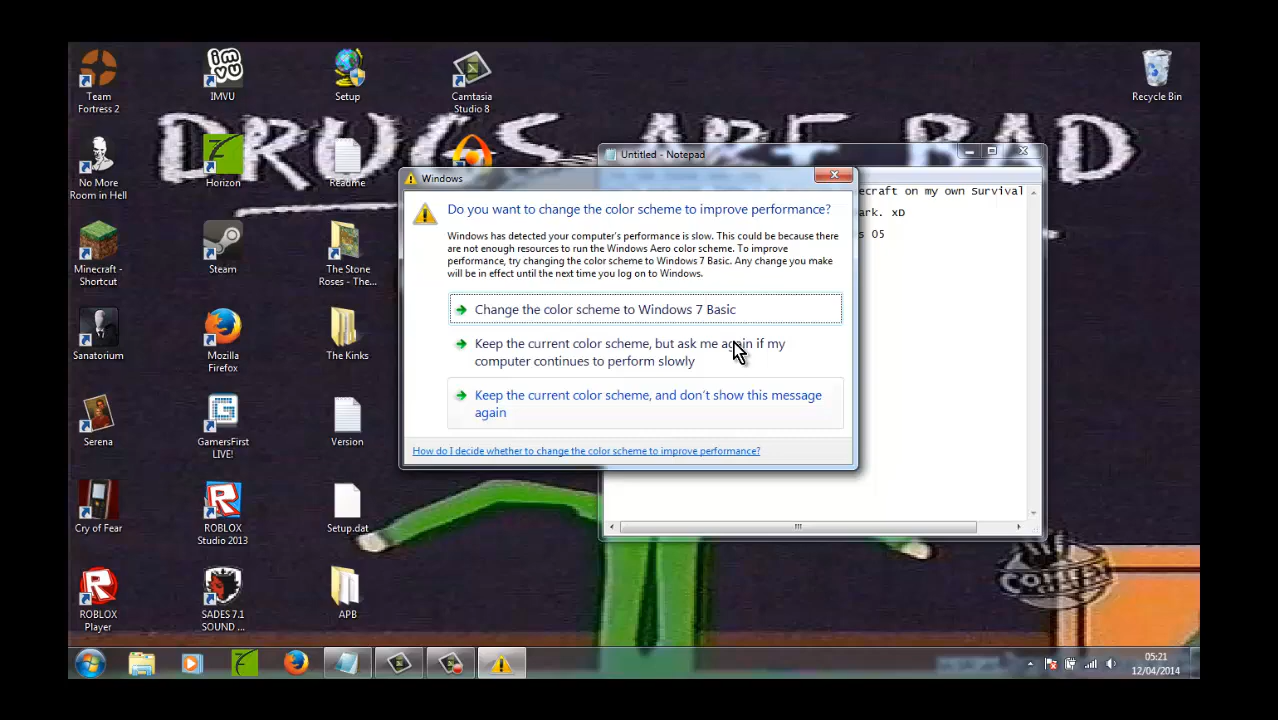 DRUGS ARE BAD
Team
Fortress 2
IMVU
Setup
Camtasia
Studio 8
Recycle Bin
No More
Room in Hell
Horizon
Readme
Minecraft -
Shortcut
Steam
The Stone
Roses - The...
Sanatorium
Mozilla
Firefox
The Kinks
Serena
GamersFirst
LIVE!
Version
Cry of Fear
ROBLOX
Studio 2013
Setup.dat
ROBLOX
Player
SADES 7.1
SOUND ...
APB
Untitled - Notepad
ecraft on my own Survival
ark. xD
s 05
Windows
Do you want to change the color scheme to improve performance?
Windows has detected your computer's performance is slow. This could be because there
are not enough resources to run the Windows Aero color scheme. To improve
performance, try changing the color scheme to Windows 7 Basic. Any change you make
will be in effect until the next time you log on to Windows.
Change the color scheme to Windows 7 Basic
Keep the current color scheme, but ask me again if my
computer continues to perform slowly
Keep the current color scheme, and don't show this message
again
How do I decide whether to change the color scheme to improve performance?
05:21
12/04/2014